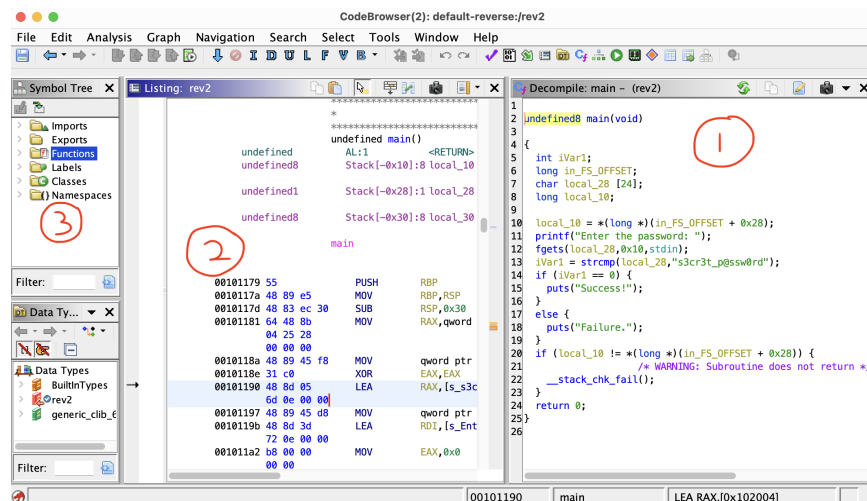 CodeBrowser(2): default-reverse:/rev2
File Edit Analysis Graph Navigation Search Select Tools Window Help
I D U L F V B
Symbol Tree
Imports
Exports
Functions
Labels
Classes
Namespaces
3
Filter:
Data Ty...
Data Types
BuiltInTypes
rev2
generic_clib_6
Filter:
Listing: rev2
*******************************
*
*******************************
undefined main()
undefined AL:1 <RETURN>
undefined8 Stack[-0x10]:8 local_10
undefined1 Stack[-0x28]:1 local_28
undefined8 Stack[-0x30]:8 local_30
2
main
00101179 55 PUSH RBP
0010117a 48 89 e5 MOV RBP,RSP
0010117d 48 83 ec 30 SUB RSP,0x30
00101181 64 48 8b MOV RAX,qword
04 25 28
00 00 00
0010118a 48 89 45 f8 MOV qword ptr
0010118e 31 c0 XOR EAX,EAX
00101190 48 8d 05 LEA RAX,[s_s3c
6d 0e 00 00
00101197 48 89 45 d8 MOV qword ptr
0010119b 48 8d 3d LEA RDI,[s_Ent
72 0e 00 00
001011a2 b8 00 00 MOV EAX,0x0
00 00
Decompile: main - (rev2)
1
1
2 undefined8 main(void)
3
4 {
5 int iVar1;
6 long in_FS_OFFSET;
7 char local_28 [24];
8 long local_10;
9
10 local_10 = *(long *)(in_FS_OFFSET + 0x28);
11 printf("Enter the password: ");
12 fgets(local_28,0x10,stdin);
13 iVar1 = strcmp(local_28,"s3cr3t_p@ssw0rd");
14 if (iVar1 == 0) {
15 puts("Success!");
16 }
17 else {
18 puts("Failure.");
19 }
20 if (local_10 != *(long *)(in_FS_OFFSET + 0x28)) {
21 /* WARNING: Subroutine does not return *
22 __stack_chk_fail();
23 }
24 return 0;
25 }
26
00101190 main LEA RAX,[0x102004]